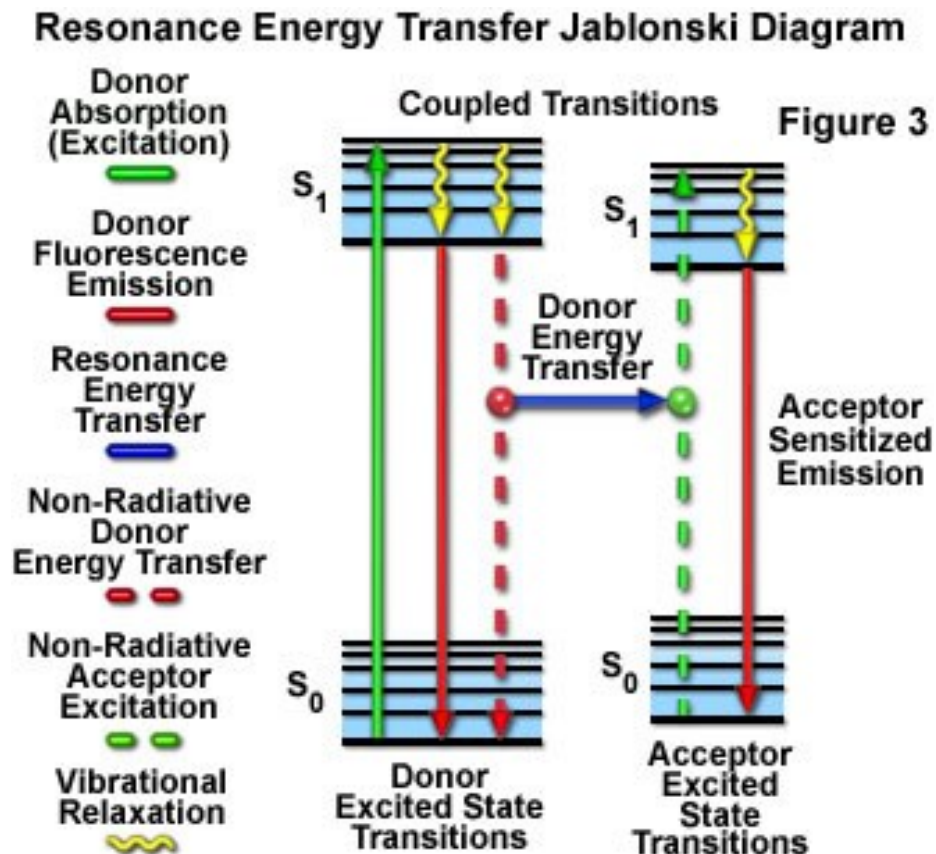 Resonance Energy Transfer Jablonski Diagram
Donor
Absorption
(Excitation)
Donor
Fluorescence
Emission
Resonance
Energy
Transfer
Non-Radiative
Donor
Energy Transfer
Non-Radiative
Acceptor
Excitation
Vibrational
Relaxation
Coupled Transitions
Figure 3
S1
S1
Donor
Energy
Transfer
Acceptor
Sensitized
Emission
S0
S0
Donor
Excited State
Transitions
Acceptor
Excited
State
Transitions